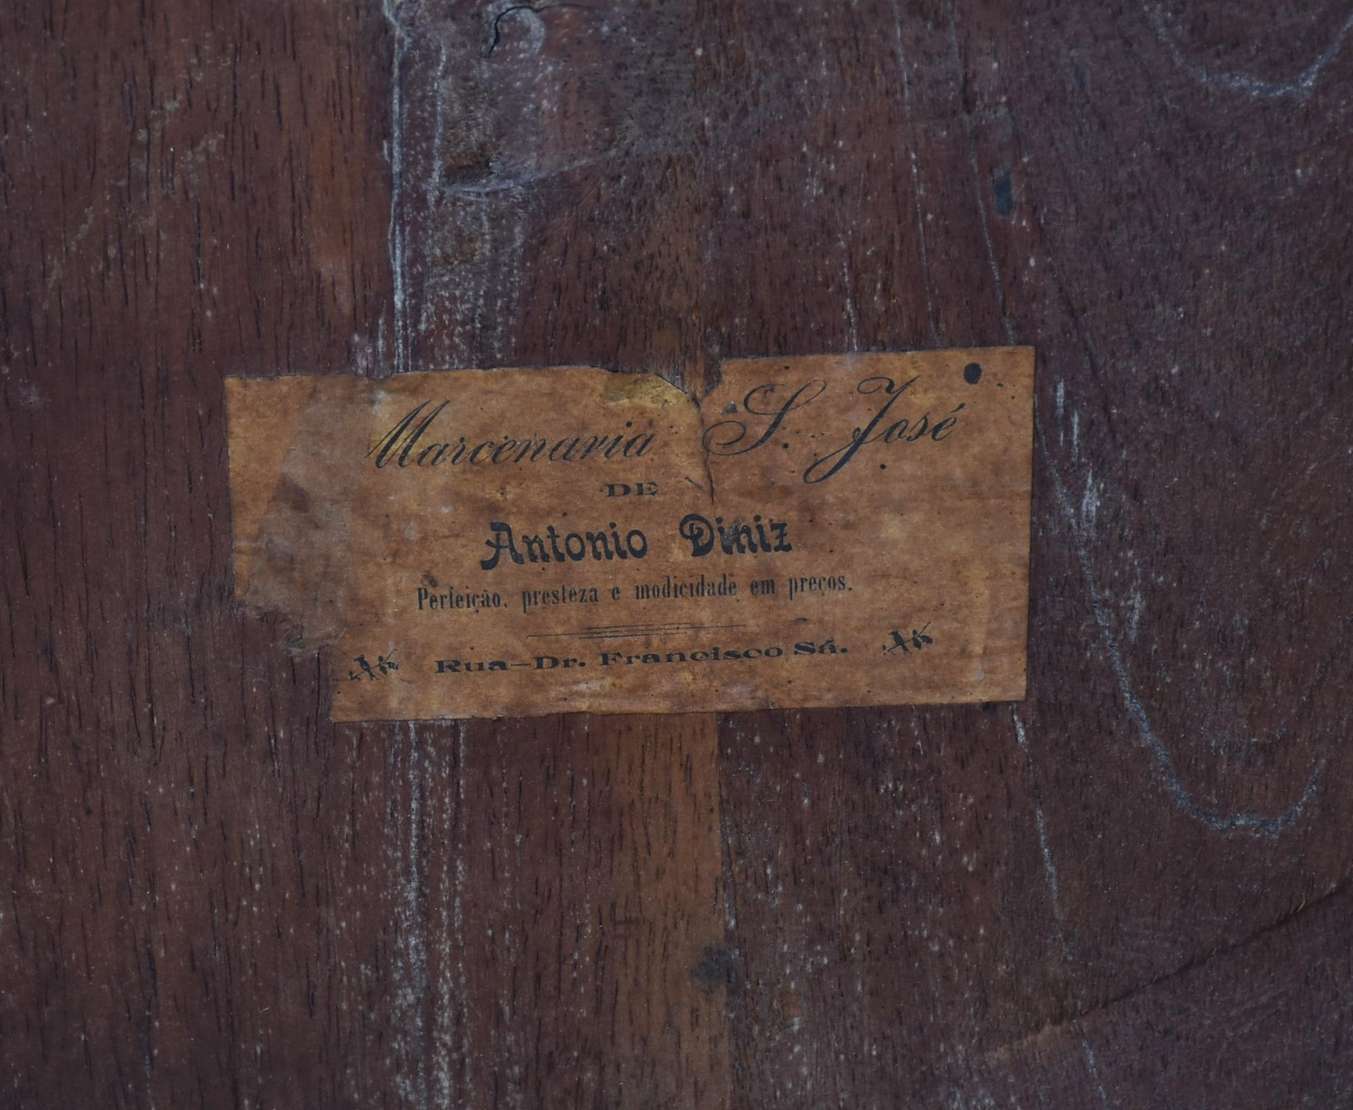 Marcenaria S. José
DE
Antonio Diniz
Perfeição, presteza e modicidade em preços.
Rua-Dr. Francisco Sá.